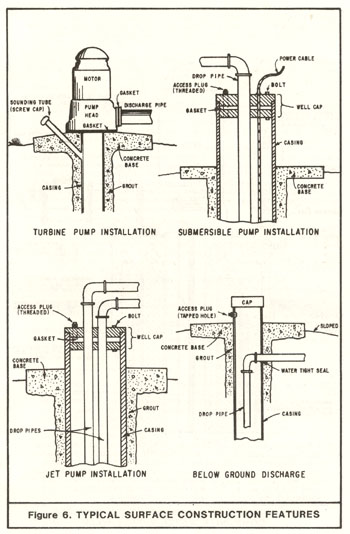 MOTOR
GASKET
SOUNDING TUBE
(SCREW CAP)
PUMP
HEAD
DISCHARGE PIPE
GASKET
CONCRETE
BASE
CASING
GROUT
TURBINE PUMP INSTALLATION
POWER CABLE
DROP PIPE
ACCESS PLUG
(THREADED)
BOLT
GASKET
WELL CAP
CASING
CONCRETE
BASE
SUBMERSIBLE PUMP INSTALLATION
ACCESS PLUG
(THREADED)
BOLT
GASKET
WELL CAP
CONCRETE
BASE
GROUT
DROP PIPES
CASING
JET PUMP INSTALLATION
CAP
ACCESS PLUG
(TAPPED HOLE)
SLOPED
CONCRETE BASE
GROUT
WATER TIGHT SEAL
DROP PIPE
CASING
BELOW GROUND DISCHARGE
Figure 6. TYPICAL SURFACE CONSTRUCTION FEATURES